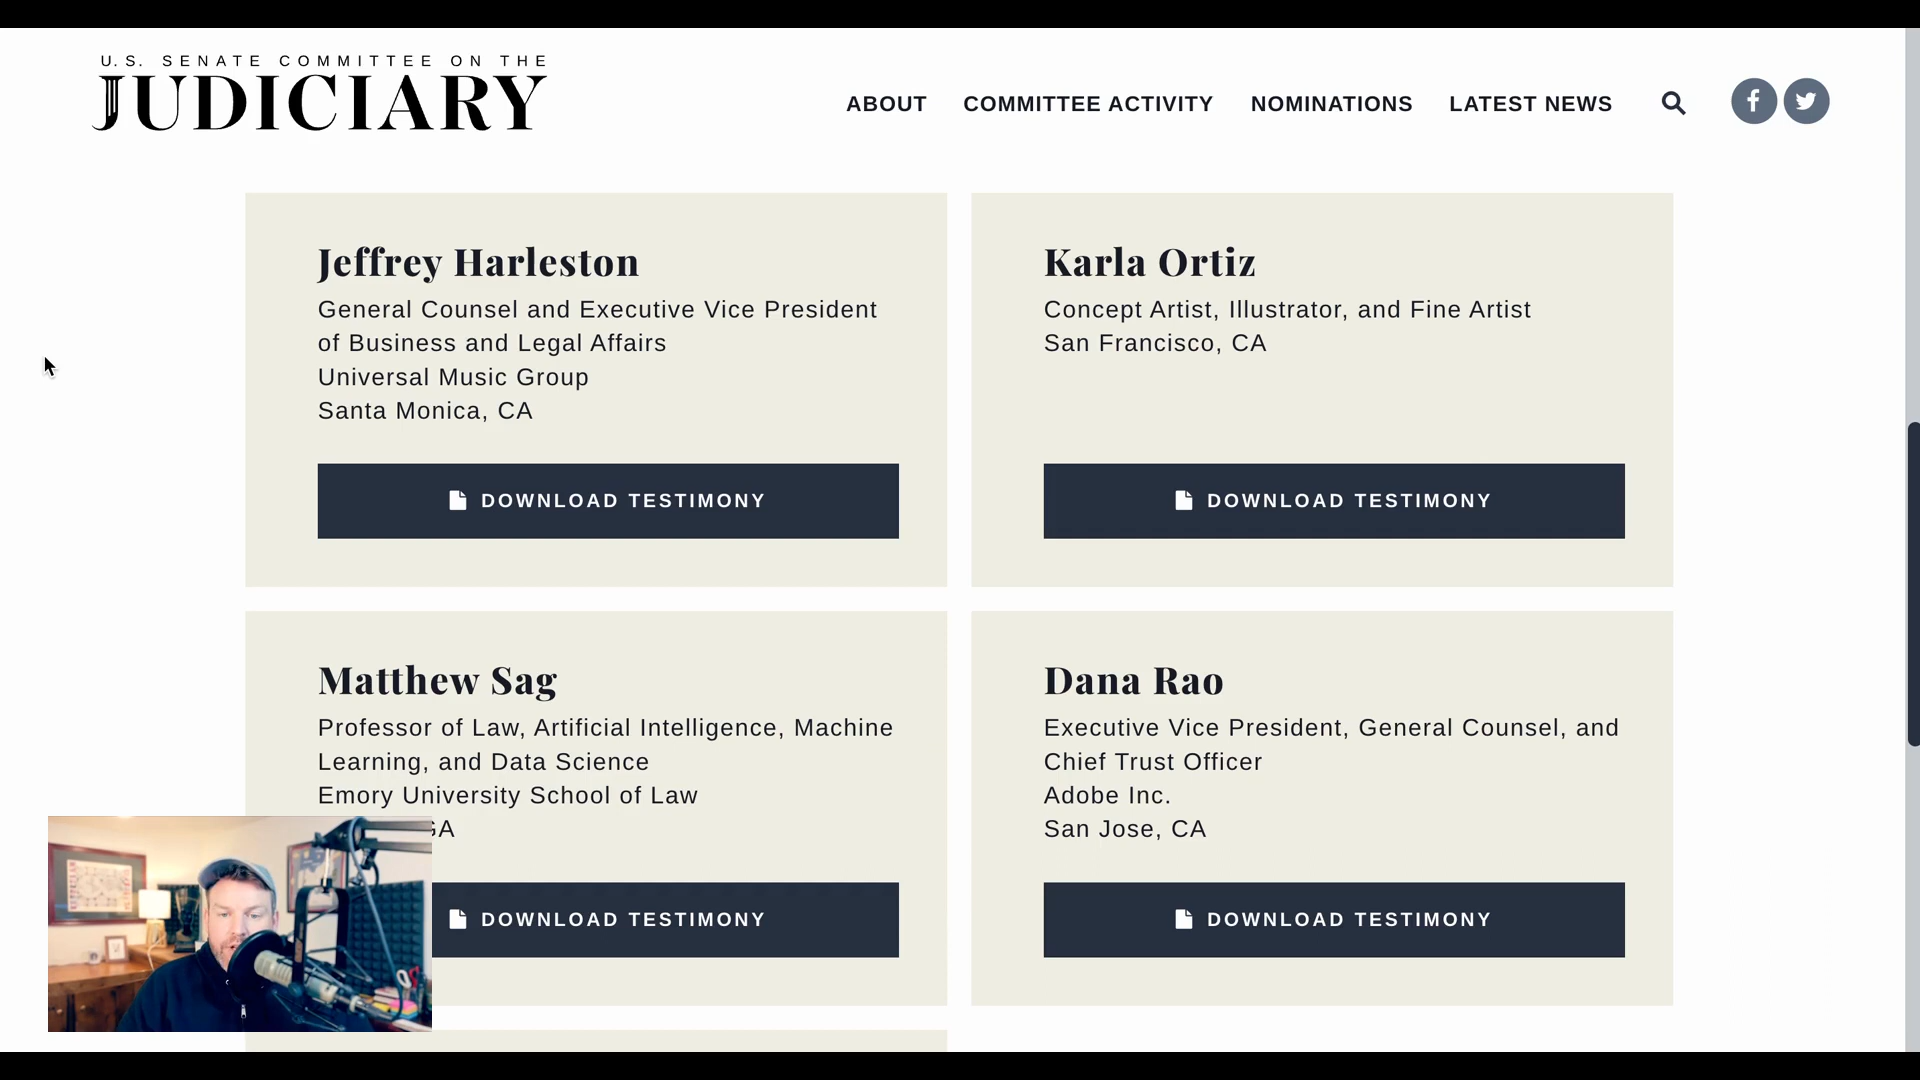 U.S. SENATE COMMITTEE ON THE
JUDICIARY
ABOUT COMMITTEE ACTIVITY NOMINATIONS LATEST NEWS
Jeffrey Harleston
General Counsel and Executive Vice President
of Business and Legal Affairs
Universal Music Group
Santa Monica, CA
DOWNLOAD TESTIMONY
Karla Ortiz
Concept Artist, Illustrator, and Fine Artist
San Francisco, CA
DOWNLOAD TESTIMONY
Matthew Sag
Professor of Law, Artificial Intelligence, Machine
Learning, and Data Science
Emory University School of Law
GA
DOWNLOAD TESTIMONY
Dana Rao
Executive Vice President, General Counsel, and
Chief Trust Officer
Adobe Inc.
San Jose, CA
DOWNLOAD TESTIMONY